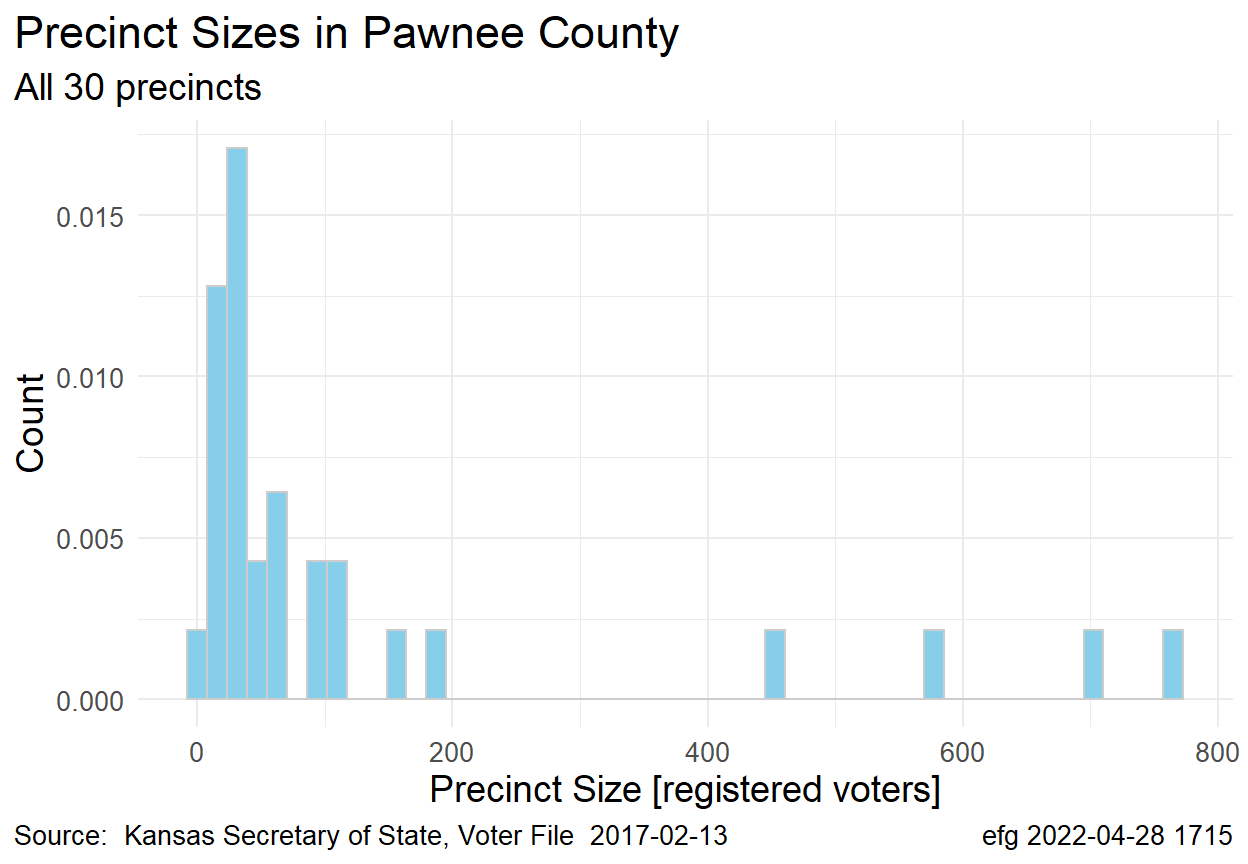 Precinct Sizes in Pawnee County
All 30 precincts
Count
0.015
0.010
0.005
0.000
0 200 400 600 800
Precinct Size [registered voters]
Source:  Kansas Secretary of State, Voter File  2017-02-13
efg 2022-04-28 1715